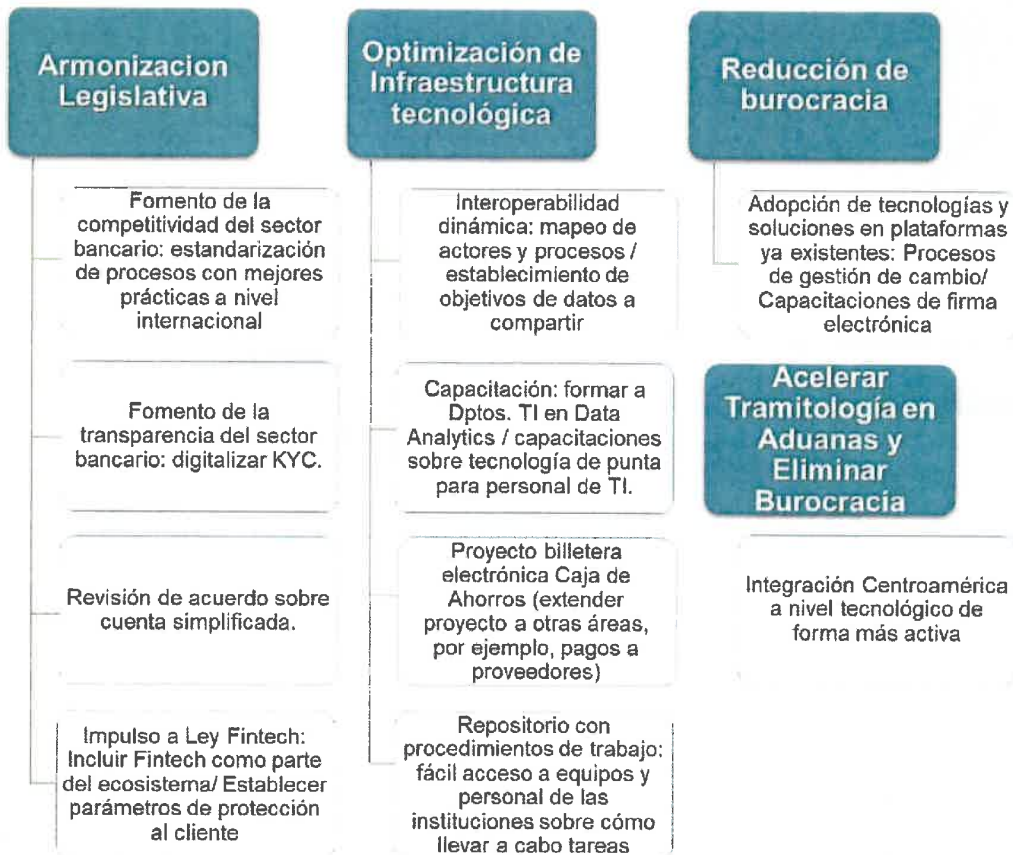 Armonizacion
Legislativa
Fomento de la
competitividad del sector
bancario: estandarización
de procesos con mejores
prácticas a nivel
internacional
Fomento de la
transparencia del sector
bancario: digitalizar KYC.
Revisión de acuerdo sobre
cuenta simplificada.
Impulso a Ley Fintech:
Incluir Fintech como parte
del ecosistema/ Establecer
parámetros de protección
al cliente
Optimización de
Infraestructura
tecnológica
Interoperabilidad
dinámica: mapeo de
actores y procesos /
establecimiento de
objetivos de datos a
compartir
Capacitación: formar a
Dptos. TI en Data
Analytics / capacitaciones
sobre tecnología de punta
para personal de TI.
Proyecto billetera
electrónica Caja de
Ahorros (extender
proyecto a otras áreas,
por ejemplo, pagos a
proveedores)
Repositorio con
procedimientos de trabajo:
fácil acceso a equipos y
personal de las
instituciones sobre cómo
llevar a cabo tareas
Reducción de
burocracia
Adopción de tecnologías y
soluciones en plataformas
ya existentes: Procesos
de gestión de cambio/
Capacitaciones de firma
electrónica
Acelerar
Tramitología en
Aduanas y
Eliminar
Burocracia
Integración Centroamérica
a nivel tecnológico de
forma más activa